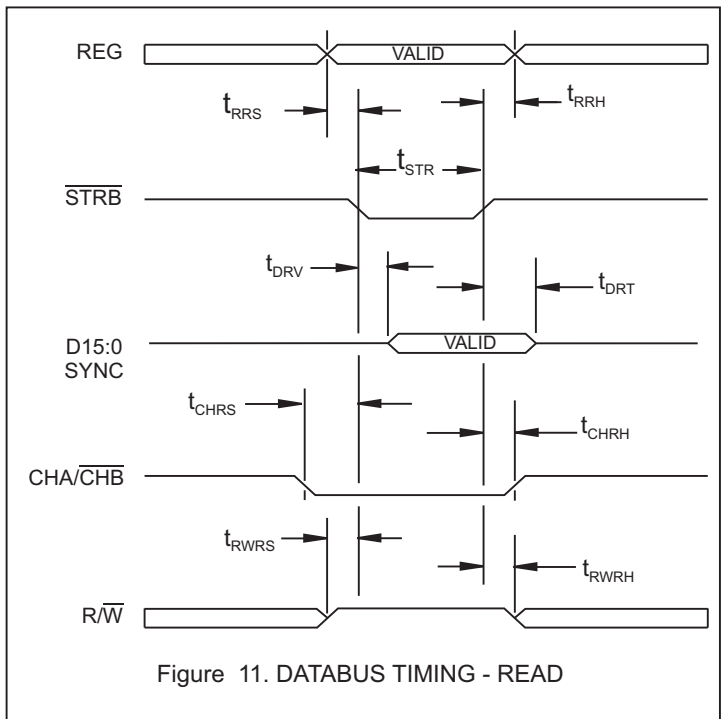 REG
VALID
tRRS
tRRH
tSTR
STRB
tDRV
tDRT
D15:0
VALID
SYNC
tCHRS
tCHRH
CHA/CHB
tRWRS
tRWRH
R/W
Figure 11. DATABUS TIMING - READ